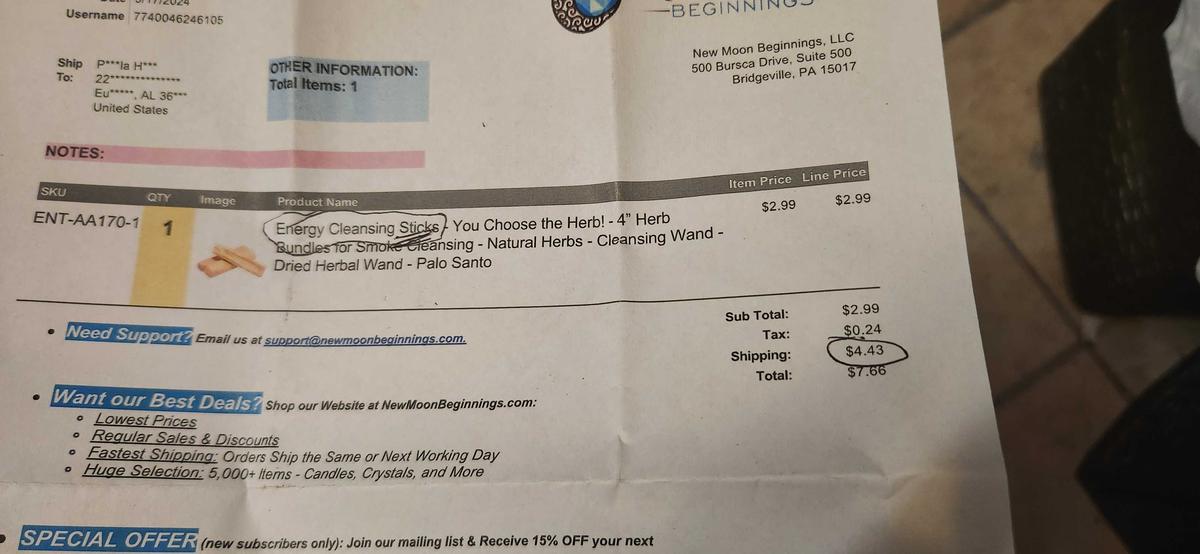 Date 5/17/2024
Username 7740046246105
BEGINNINGS
New Moon Beginnings, LLC
500 Bursca Drive, Suite 500
Bridgeville, PA 15017
Ship To: P***la H***
22**************
Eu*****, AL 36***
United States
OTHER INFORMATION:
Total Items: 1
NOTES:
SKU QTY Image Product Name Item Price Line Price
ENT-AA170-1 1 Energy Cleansing Sticks - You Choose the Herb! - 4" Herb $2.99 $2.99
Bundles for Smoke Cleansing - Natural Herbs - Cleansing Wand -
Dried Herbal Wand - Palo Santo
Sub Total: $2.99
Tax: $0.24
Shipping: $4.43
Total: $7.66
• Need Support? Email us at support@newmoonbeginnings.com.
• Want our Best Deals? Shop our Website at NewMoonBeginnings.com:
Lowest Prices
Regular Sales & Discounts
Fastest Shipping: Orders Ship the Same or Next Working Day
Huge Selection: 5,000+ Items - Candles, Crystals, and More
• SPECIAL OFFER (new subscribers only): Join our mailing list & Receive 15% OFF your next